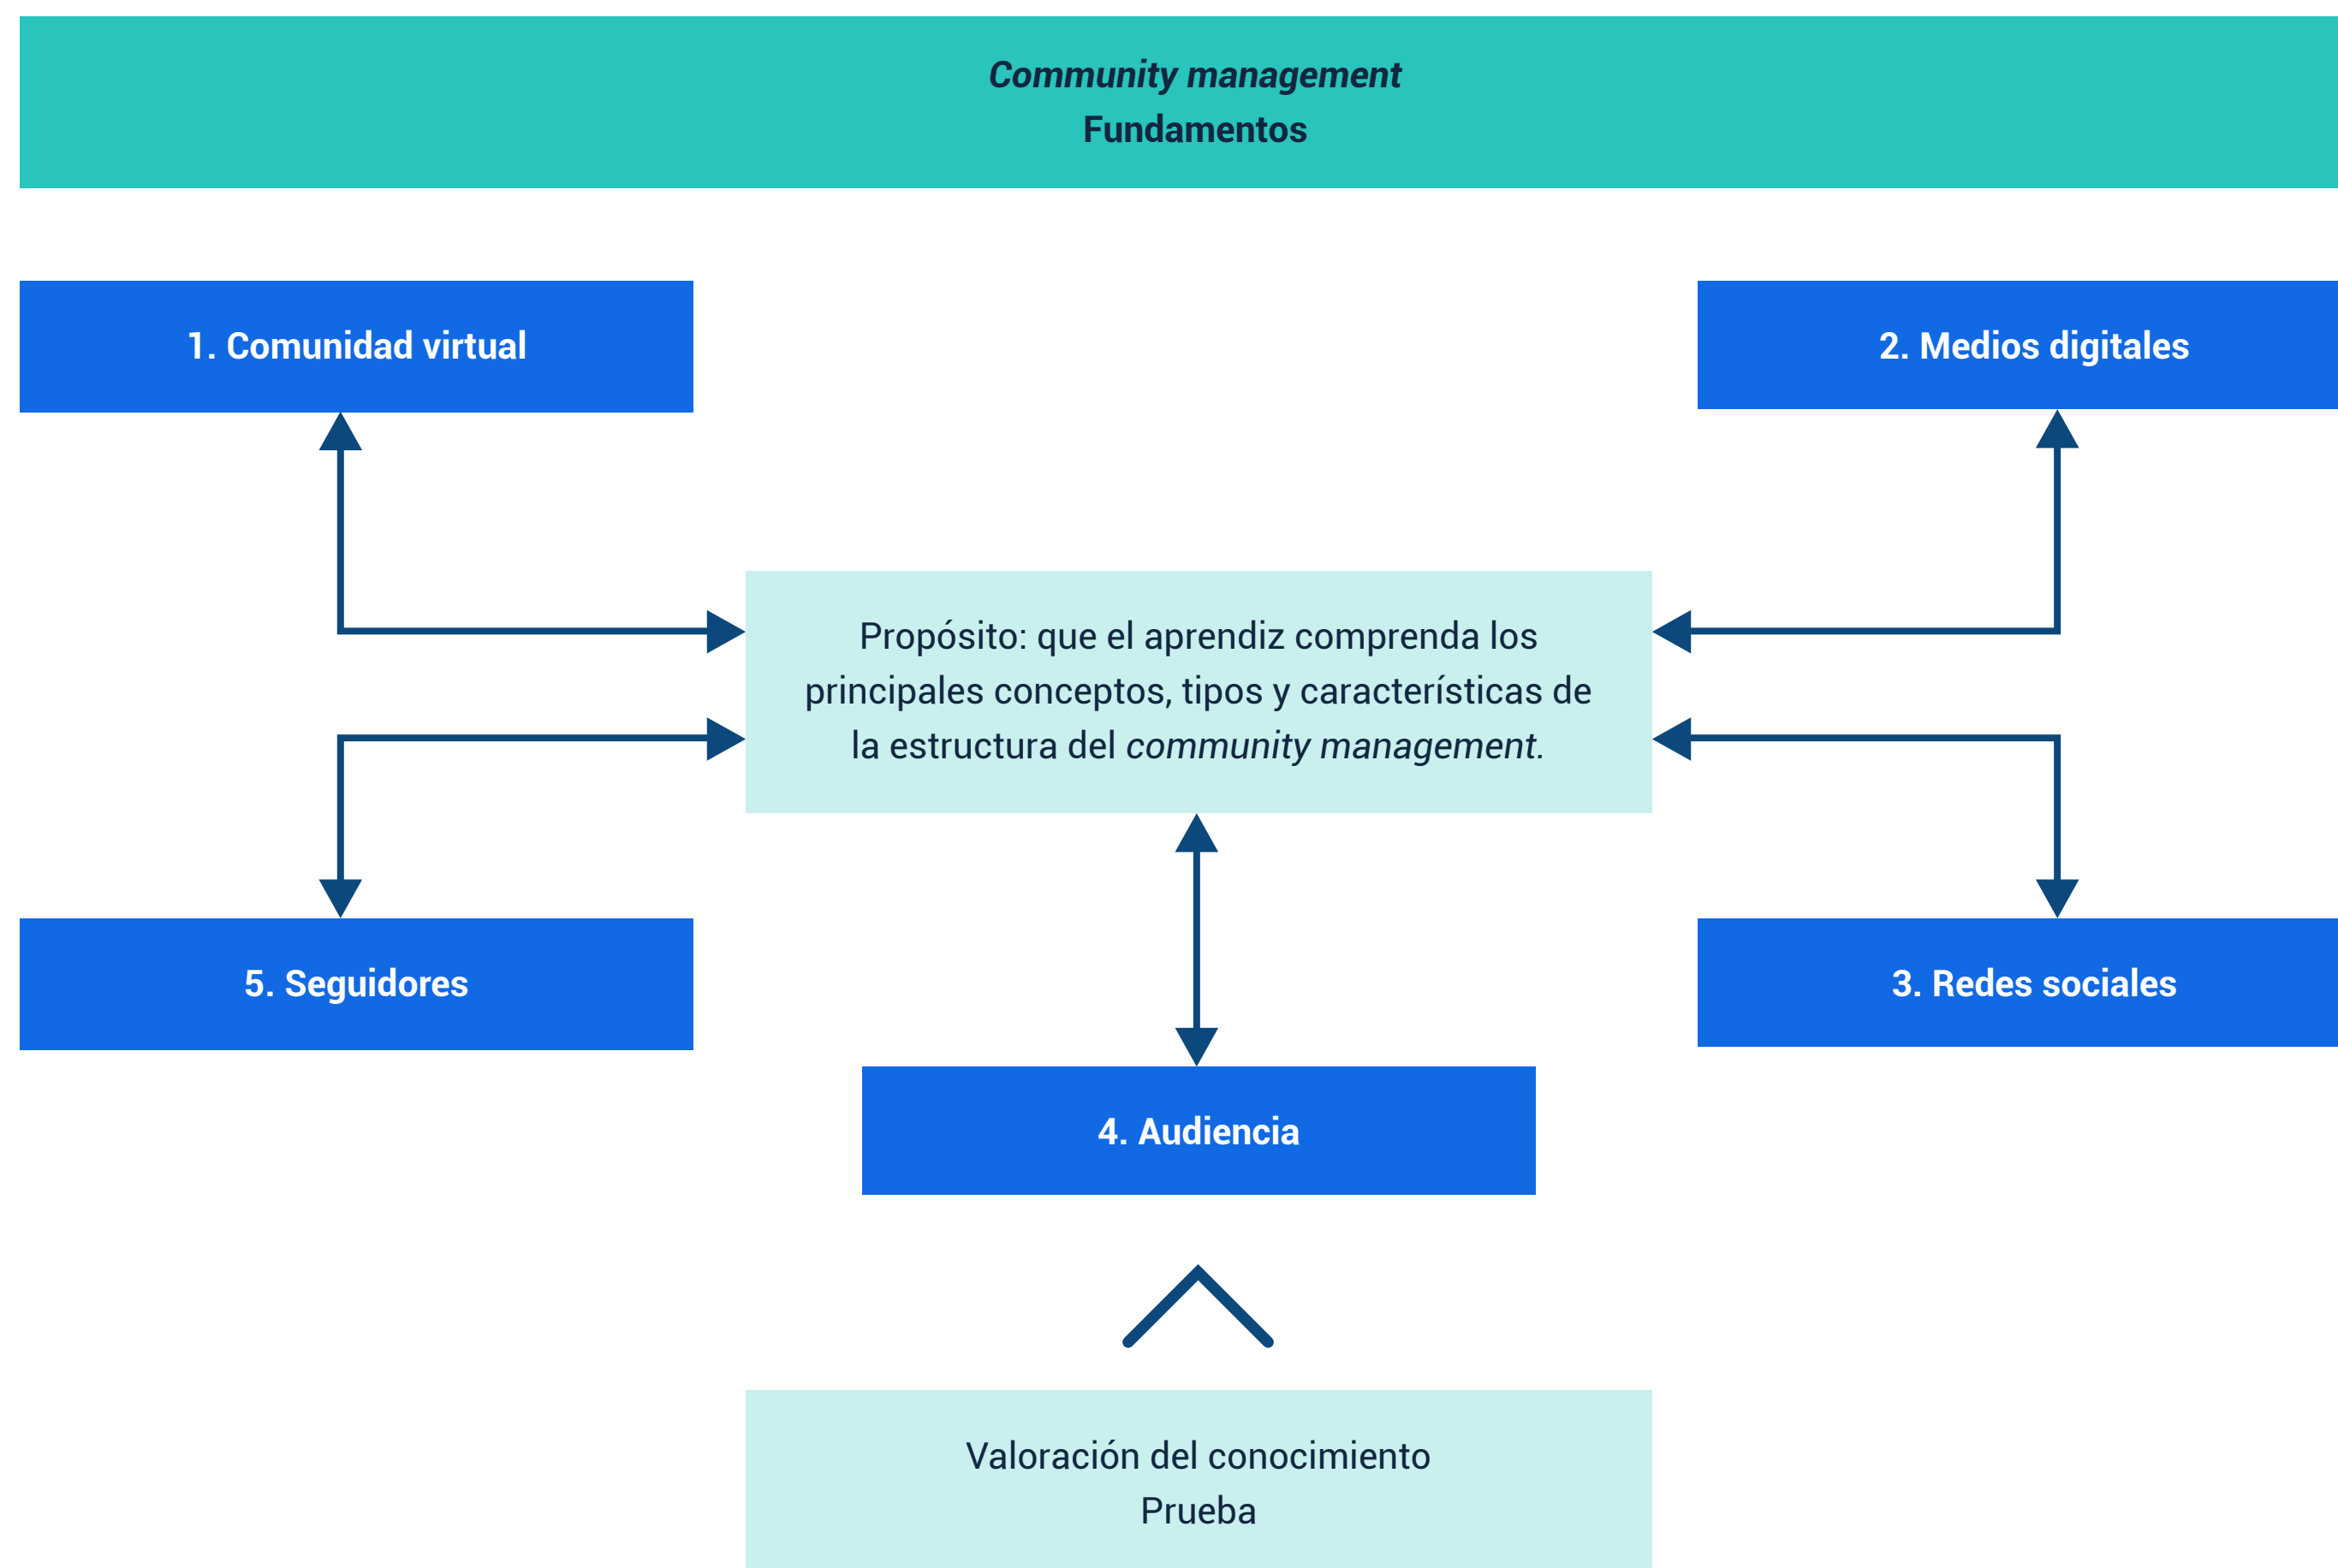 Community management
Fundamentos
1. Comunidad virtual
2. Medios digitales
Propósito: que el aprendiz comprenda los
principales conceptos, tipos y características de
la estructura del community management.
5. Seguidores
3. Redes sociales
4. Audiencia
Valoración del conocimiento
Prueba